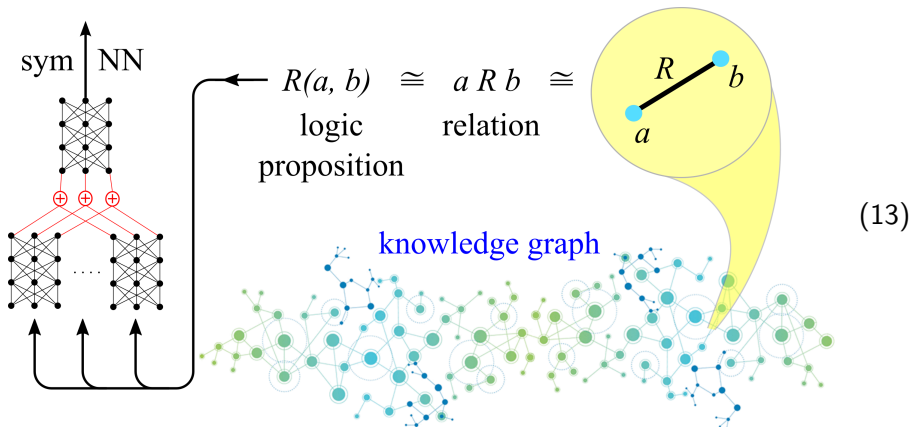 sym NN
R(a, b) ≅ a R b ≅
logic relation
proposition
R
b
a
(13)
knowledge graph
. . . .